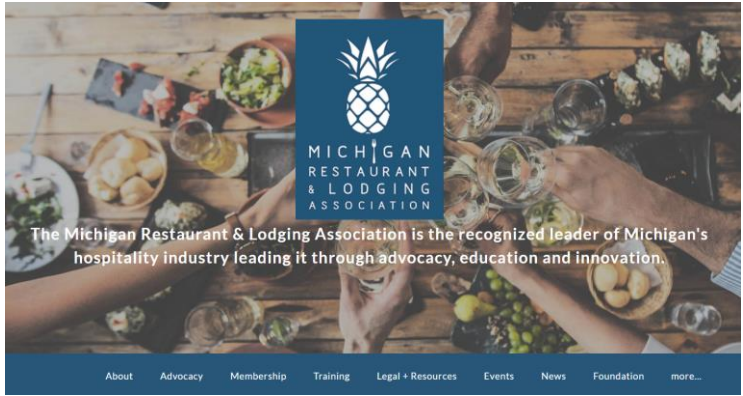 MICHIGAN
RESTAURANT
& LODGING
ASSOCIATION
The Michigan Restaurant & Lodging Association is the recognized leader of Michigan's
hospitality industry leading it through advocacy, education and innovation.
About Advocacy Membership Training Legal + Resources Events News Foundation more...